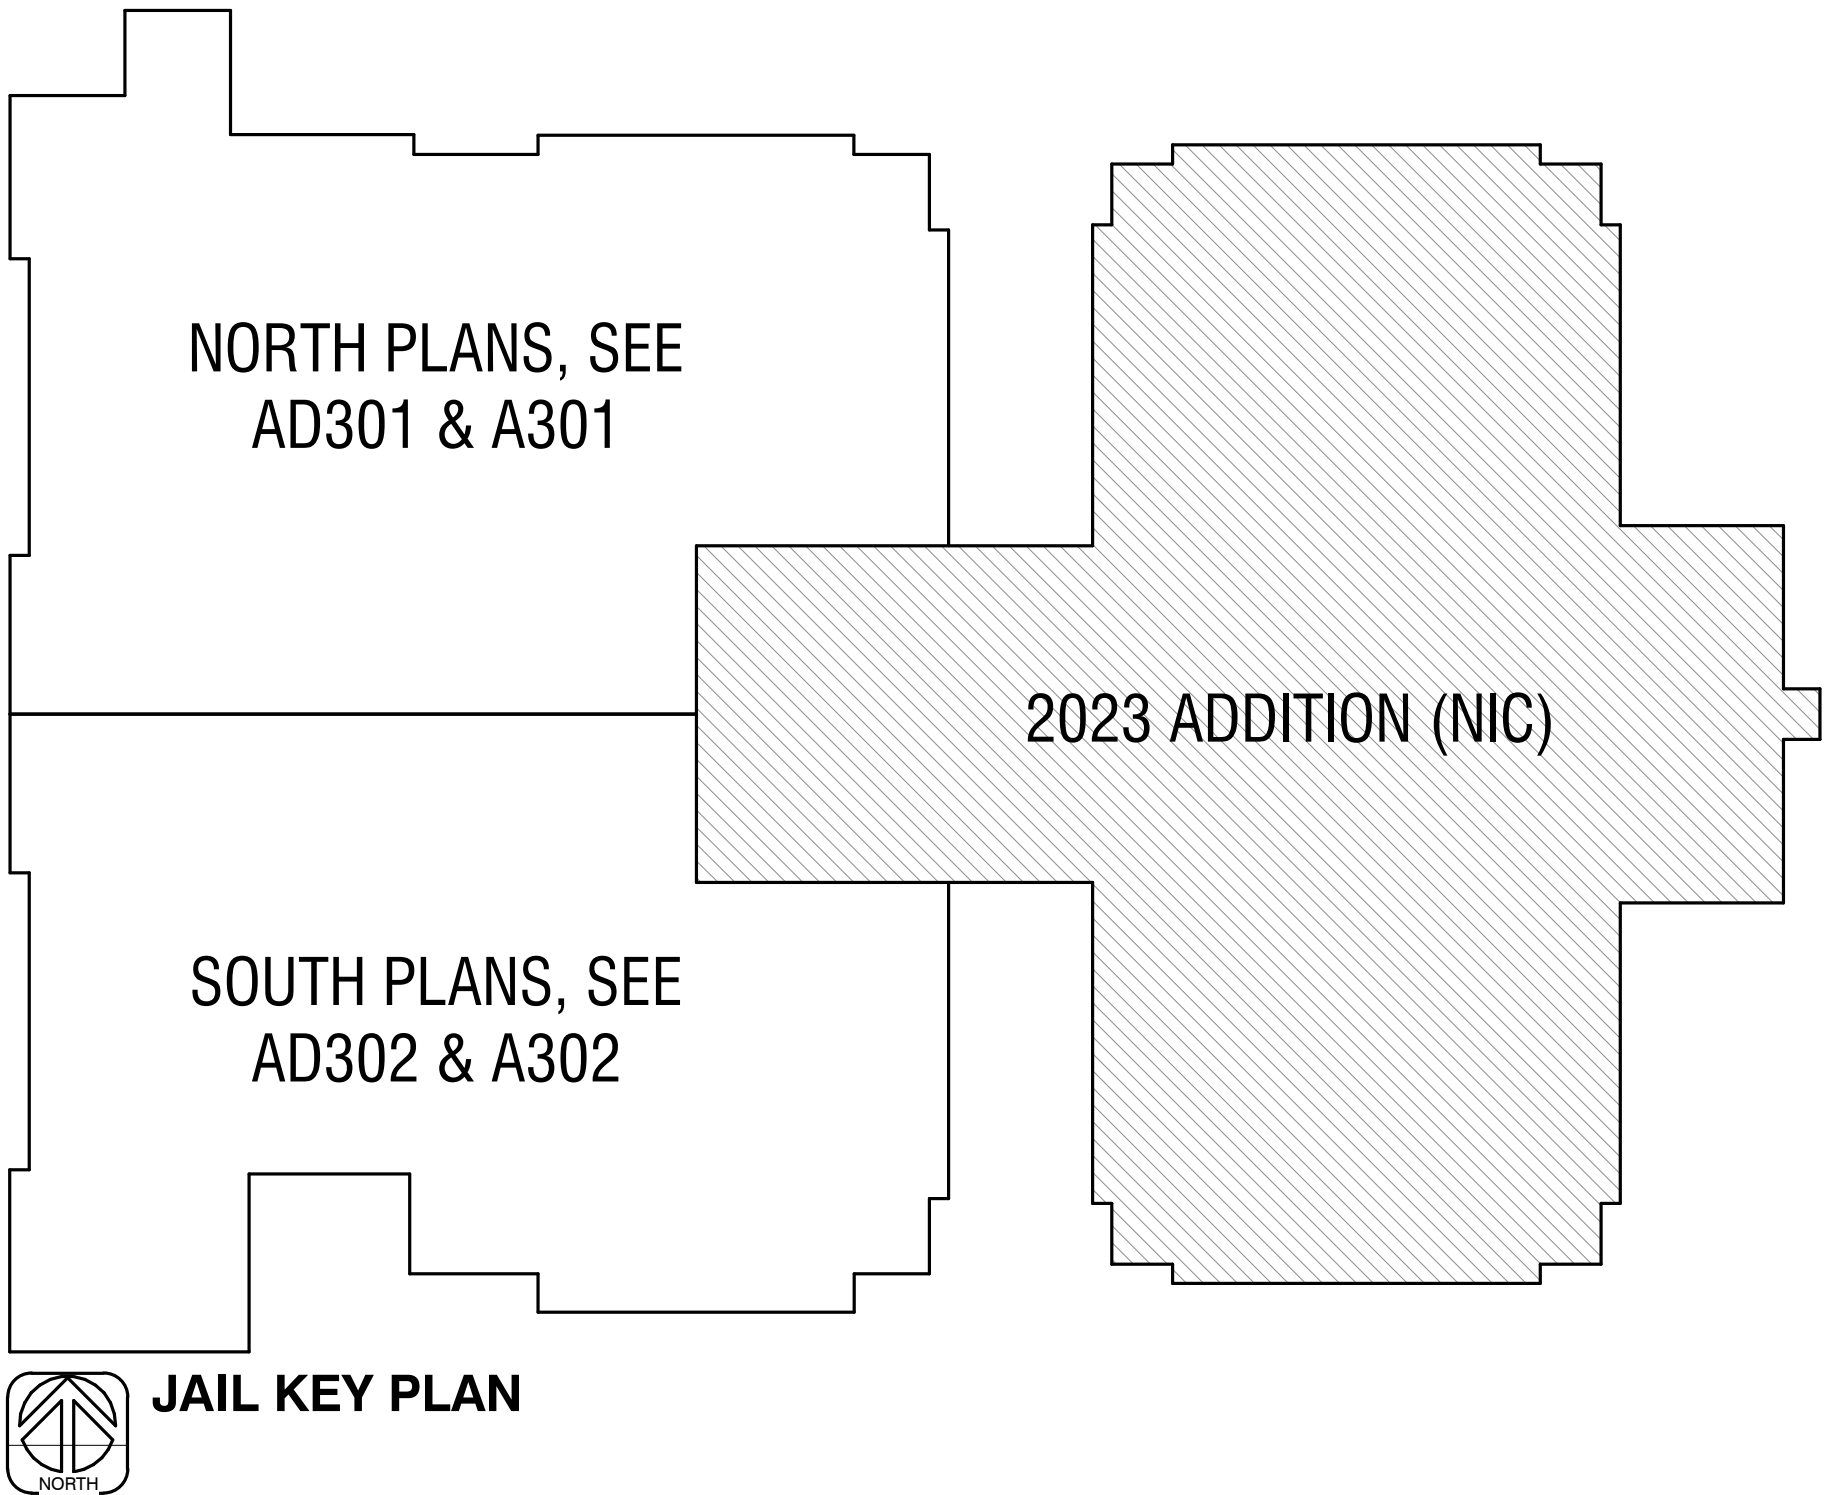 NORTH PLANS, SEE
AD301 & A301
2023 ADDITION (NIC)
SOUTH PLANS, SEE
AD302 & A302
JAIL KEY PLAN
NORTH